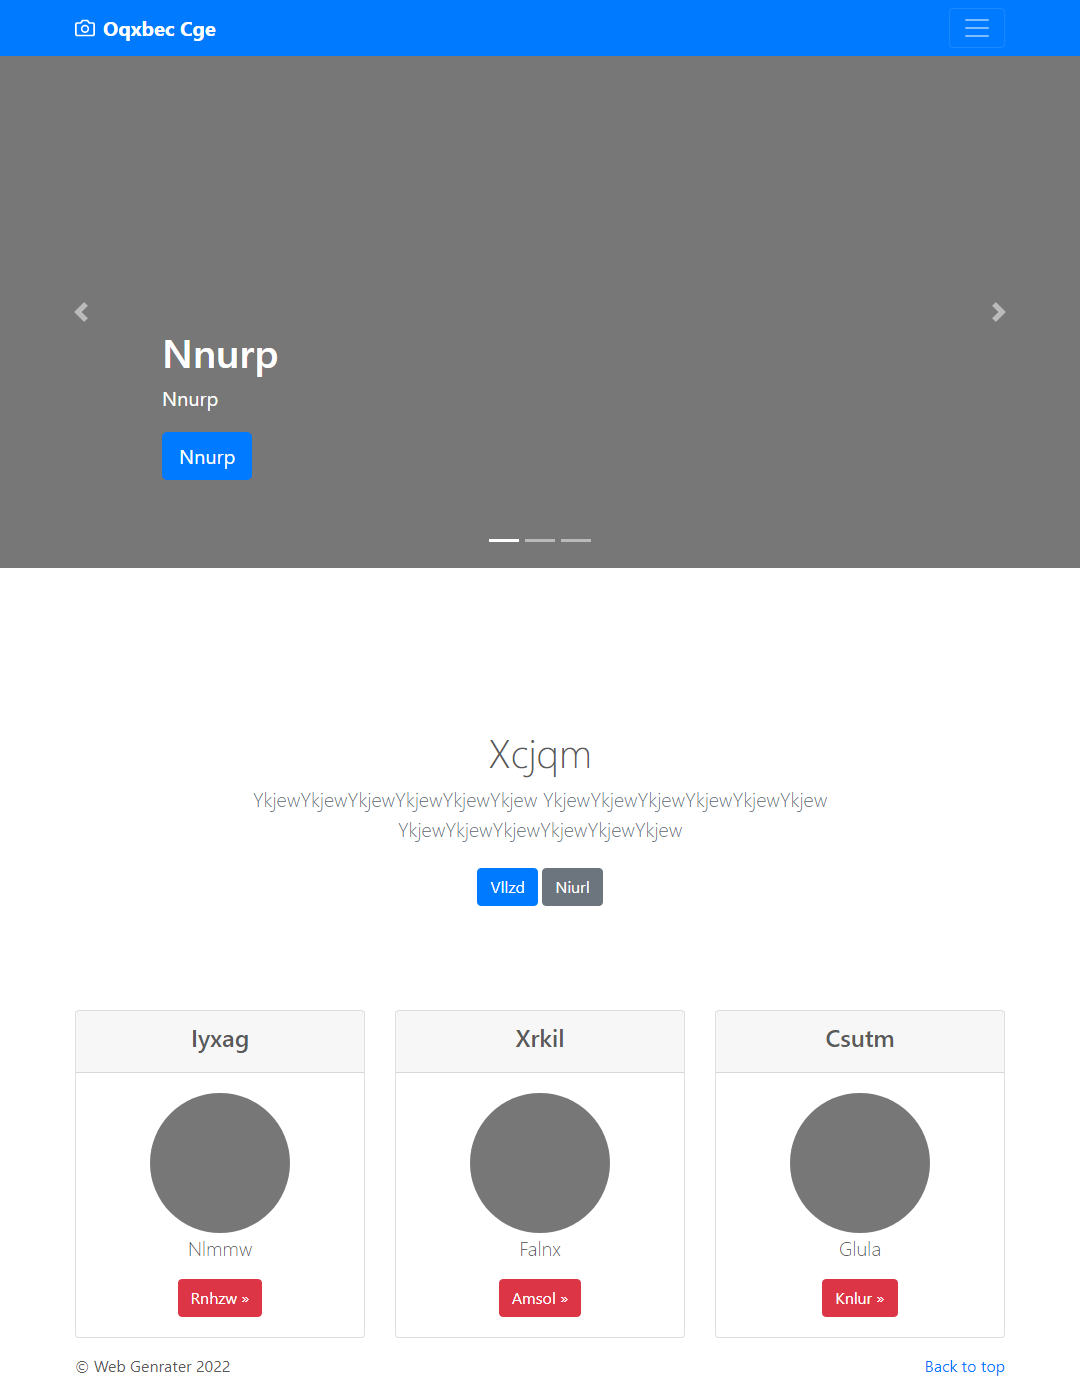 Oqxbec Cge
Nnurp
Nnurp
Nnurp
Xcjqm
YkjewYkjewYkjewYkjewYkjewYkjew YkjewYkjewYkjewYkjewYkjewYkjew
YkjewYkjewYkjewYkjewYkjewYkjew
Vllzd Niurl
Iyxag
Nlmmw
Rnhzw »
Xrkil
Falnx
Amsol »
Csutm
Glula
Knlur »
© Web Genrater 2022
Back to top